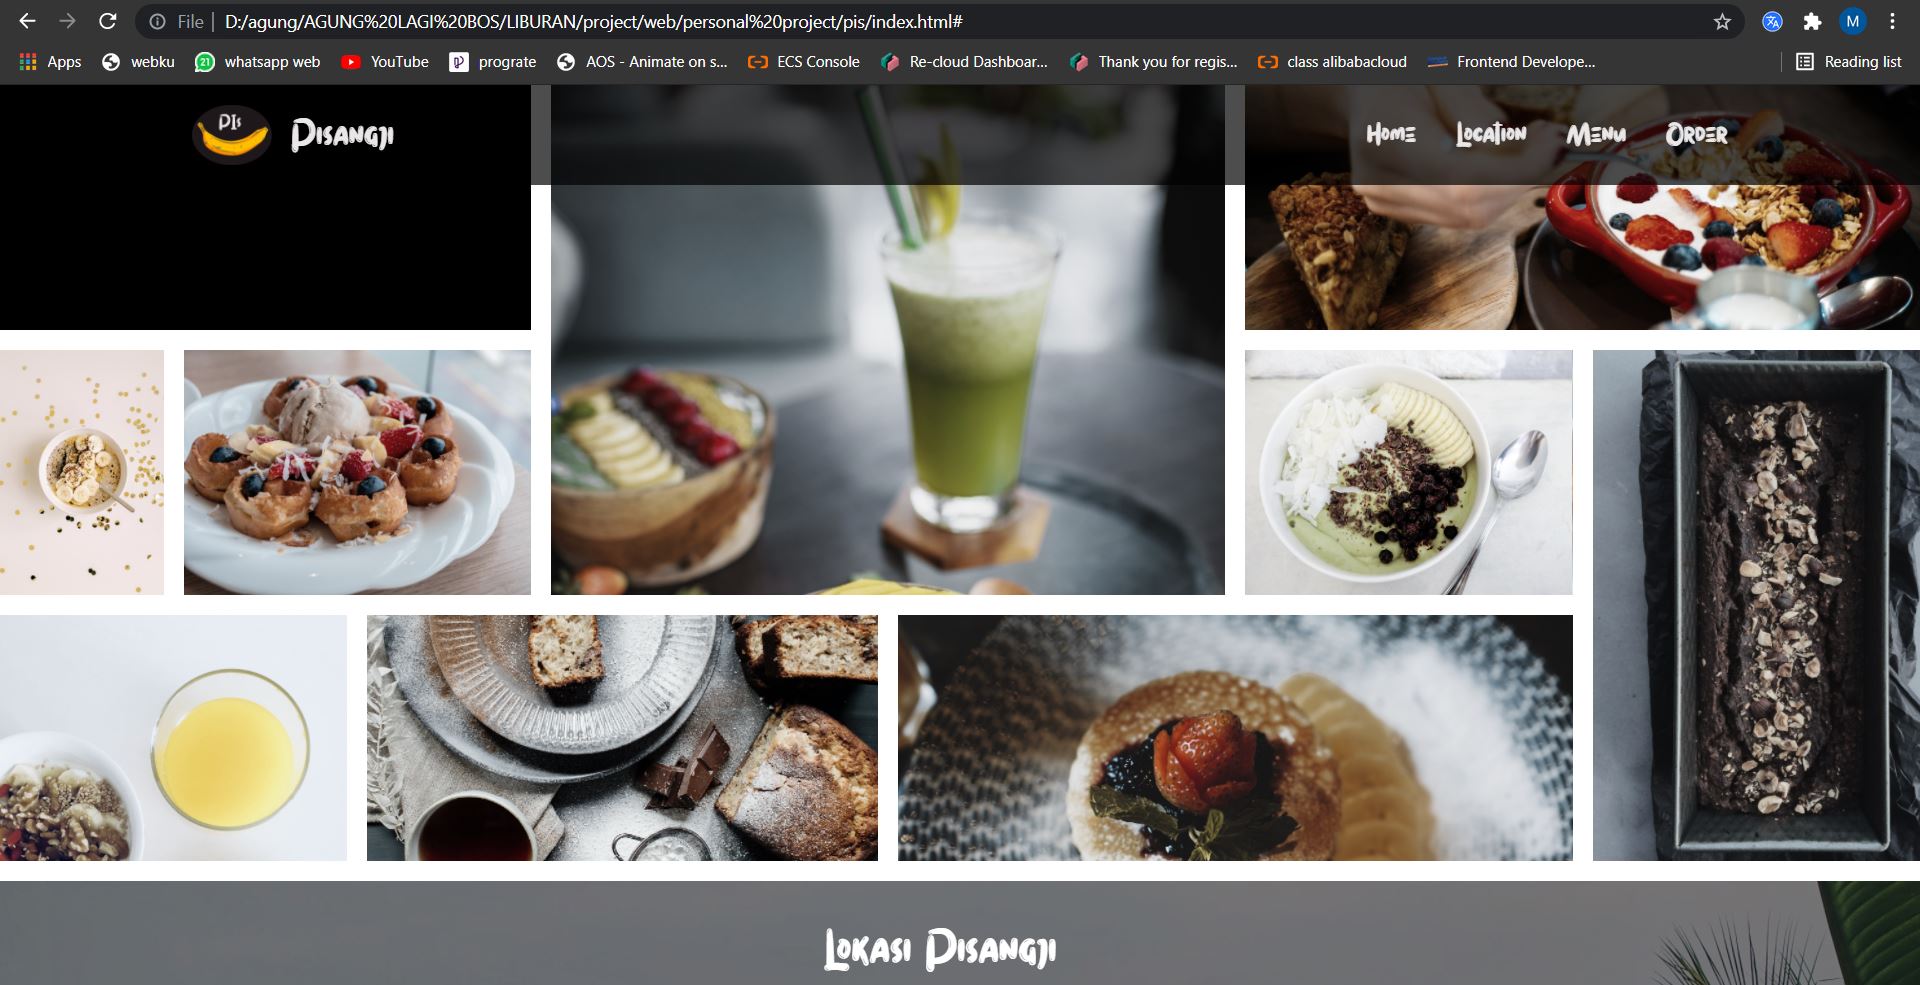 File | D:/agung/AGUNG%20LAGI%20BOS/LIBURAN/project/web/personal%20project/pis/index.html#
M
Apps webku 21 whatsapp web YouTube prograte AOS - Animate on s... ECS Console Re-cloud Dashboar... Thank you for regis... class alibabacloud Frontend Develope... Reading list
PIs
Pisangji Home Location Menu Order
Lokasi Pisangji